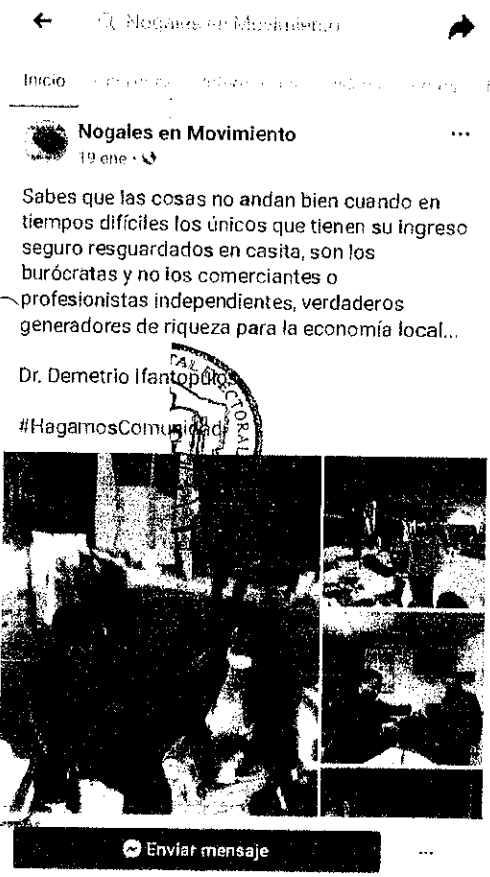 Nogales en Movimiento
Inicio
Nogales en Movimiento
19 ene
Sabes que las cosas no andan bien cuando en
tiempos difíciles los únicos que tienen su ingreso
seguro resguardados en casita, son los
burócratas y no los comerciantes o
profesionistas independientes, verdaderos
generadores de riqueza para la economía local...
Dr. Demetrio Ifantopulos
#HagamosComunidad
Enviar mensaje